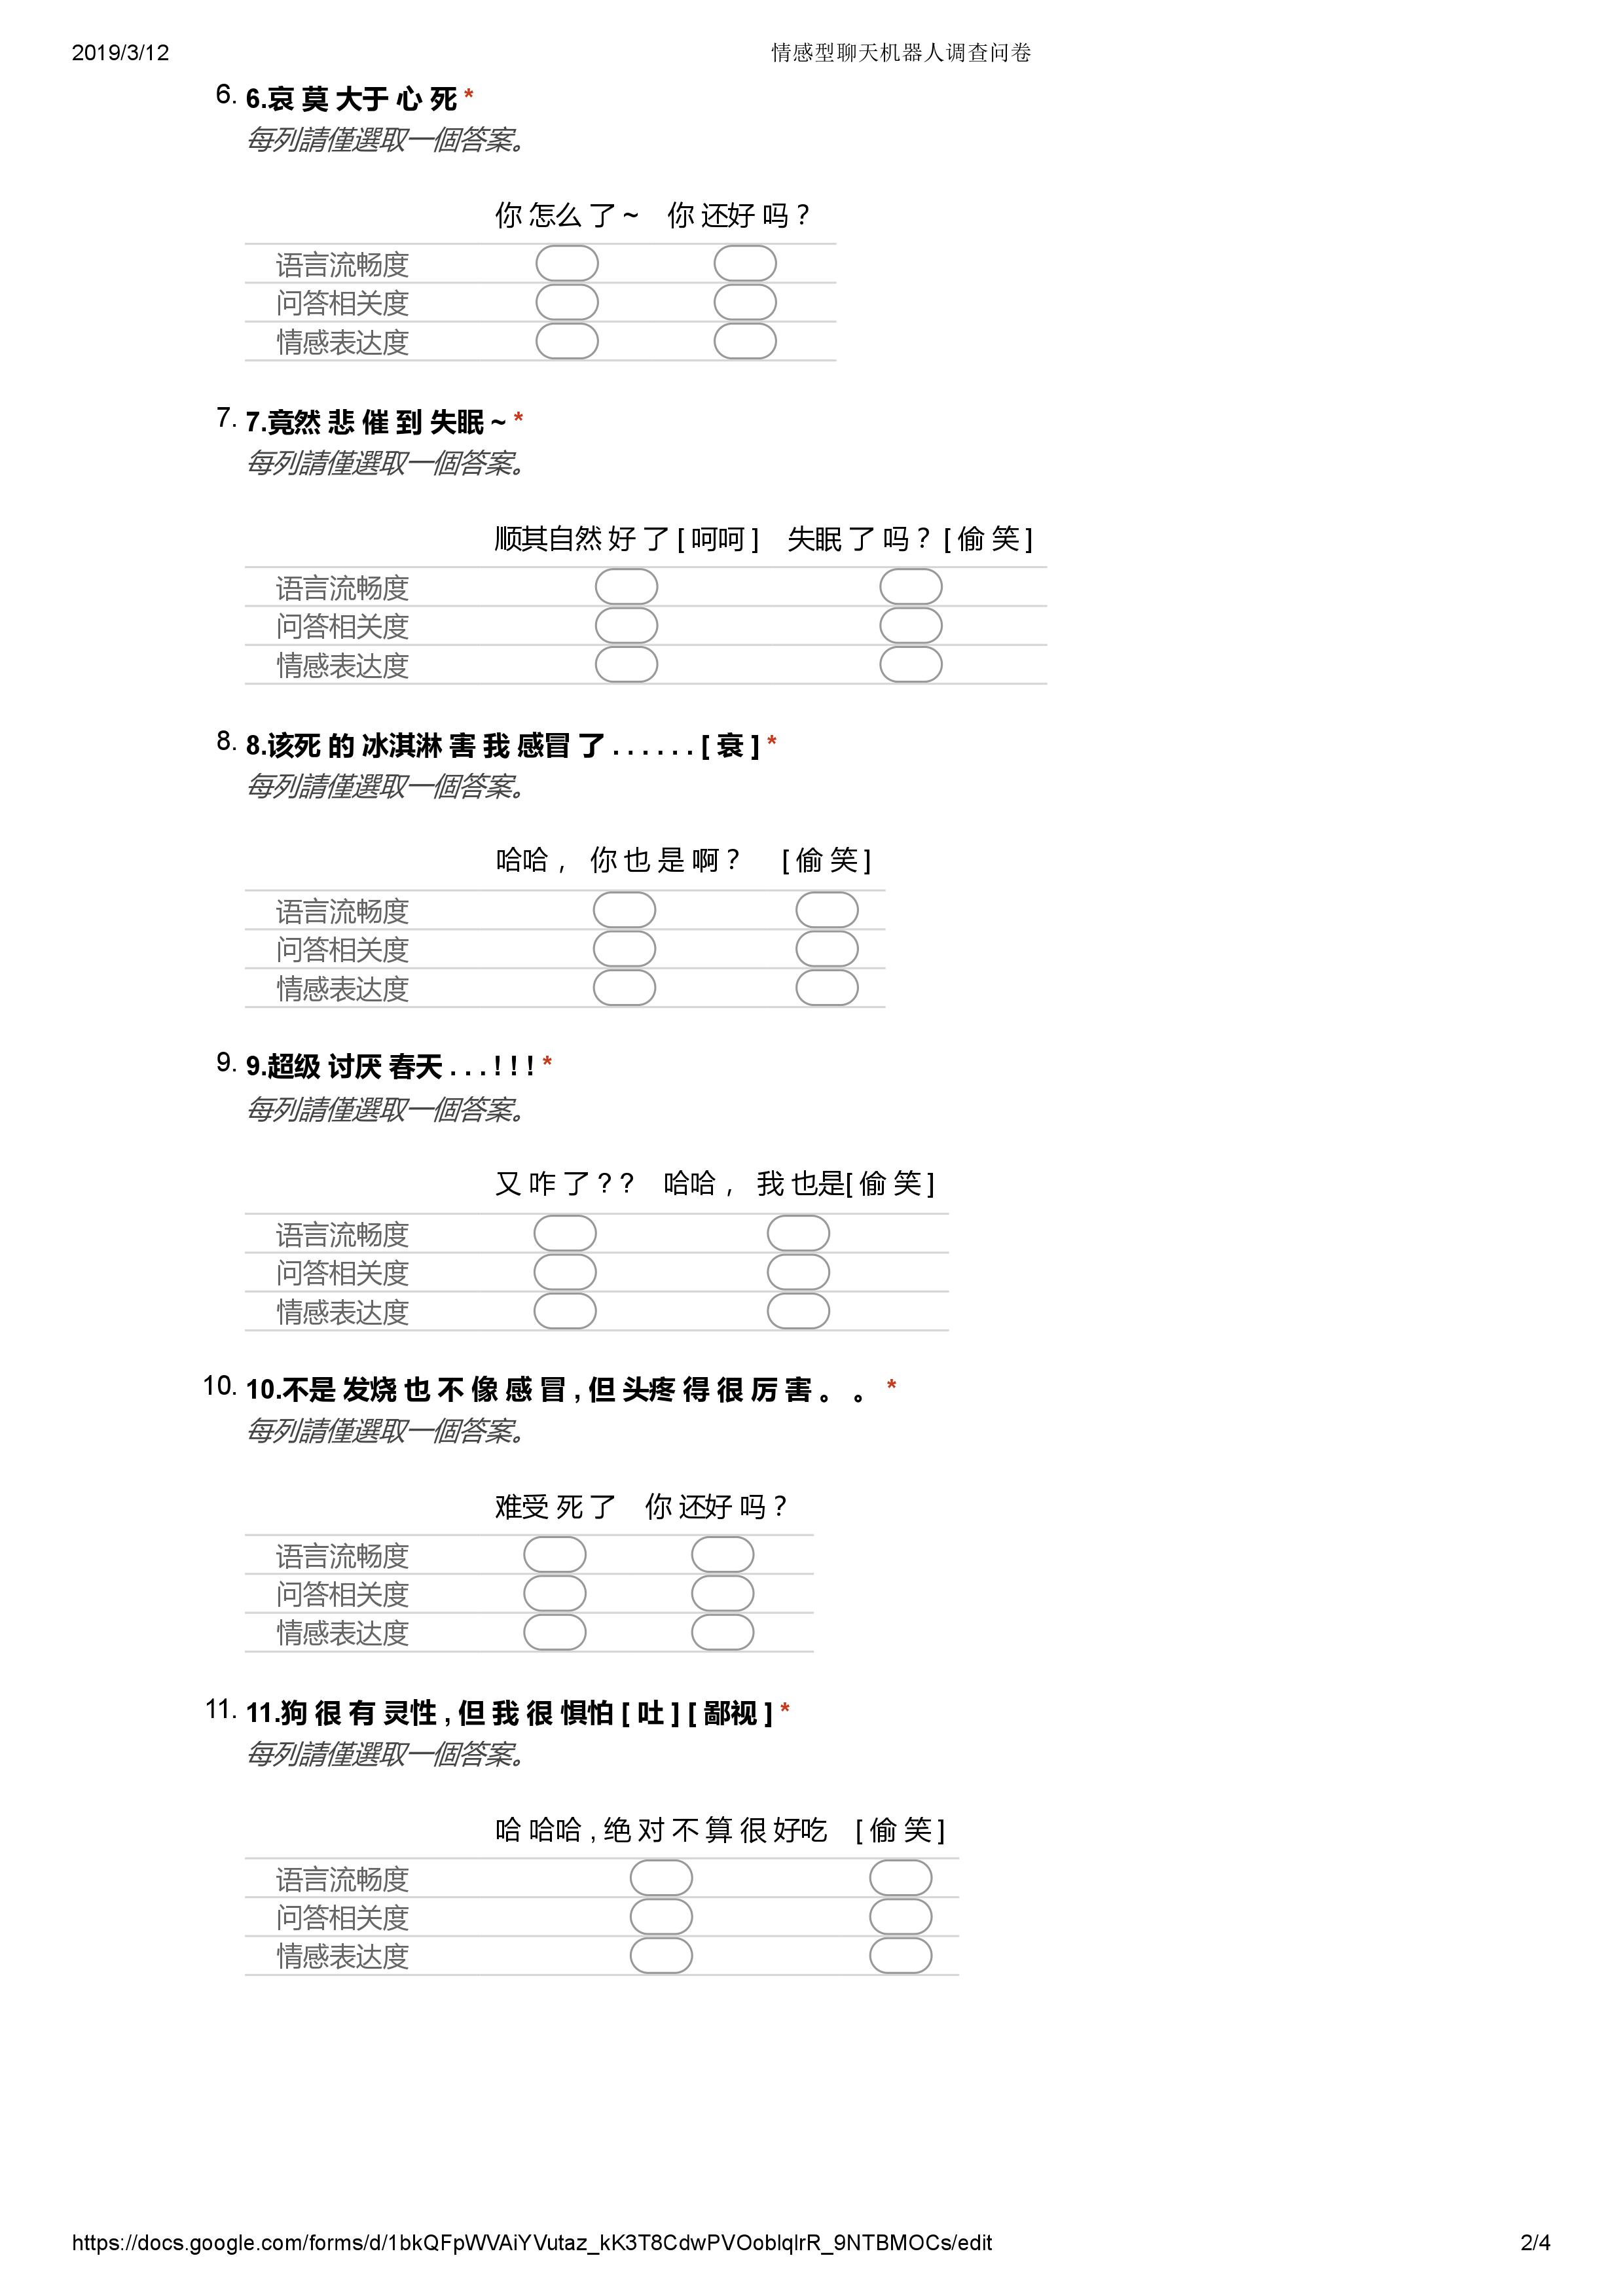 2019/3/12 情感型聊天机器人调查问卷
6. 6.哀 莫 大于 心 死 *
每列請僅選取一個答案。
你 怎么 了 ~ 你 还好 吗 ?
语言流畅度
问答相关度
情感表达度
7. 7.竟然 悲 催 到 失眠 ~ *
每列請僅選取一個答案。
顺其自然 好 了 [ 呵呵 ] 失眠 了 吗 ? [ 偷 笑 ]
语言流畅度
问答相关度
情感表达度
8. 8.该死 的 冰淇淋 害 我 感冒 了 . . . . . . [ 衰 ] *
每列請僅選取一個答案。
哈哈 , 你 也 是 啊 ? [ 偷 笑 ]
语言流畅度
问答相关度
情感表达度
9. 9.超级 讨厌 春天 . . . ! ! ! *
每列請僅選取一個答案。
又 咋 了 ? ? 哈哈 , 我 也是[ 偷 笑 ]
语言流畅度
问答相关度
情感表达度
10. 10.不是 发烧 也 不 像 感 冒 , 但 头疼 得 很 厉 害 。 。 *
每列請僅選取一個答案。
难受 死 了 你 还好 吗 ?
语言流畅度
问答相关度
情感表达度
11. 11.狗 很 有 灵性 , 但 我 很 惧怕 [ 吐 ] [ 鄙视 ] *
每列請僅選取一個答案。
哈 哈哈 , 绝 对 不 算 很 好吃 [ 偷 笑 ]
语言流畅度
问答相关度
情感表达度
https://docs.google.com/forms/d/1bkQFpWVAiYVutaz_kK3T8CdwPVOoblqlrR_9NTBMOCs/edit 2/4